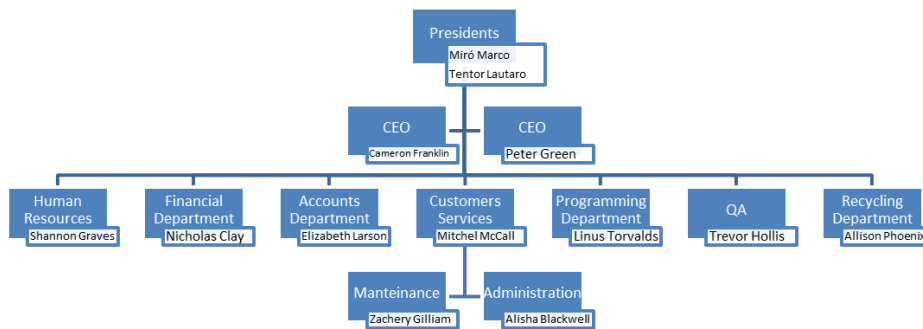 Presidents
Miró Marco
Tentor Lautaro
CEO
Cameron Franklin
CEO
Peter Green
Human
Resources
Shannon Graves
Financial
Department
Nicholas Clay
Accounts
Department
Elizabeth Larson
Customers
Services
Mitchel McCall
Programming
Department
Linus Torvalds
QA
Trevor Hollis
Recycling
Department
Allison Phoenix
Manteinance
Zachery Gilliam
Administration
Alisha Blackwell